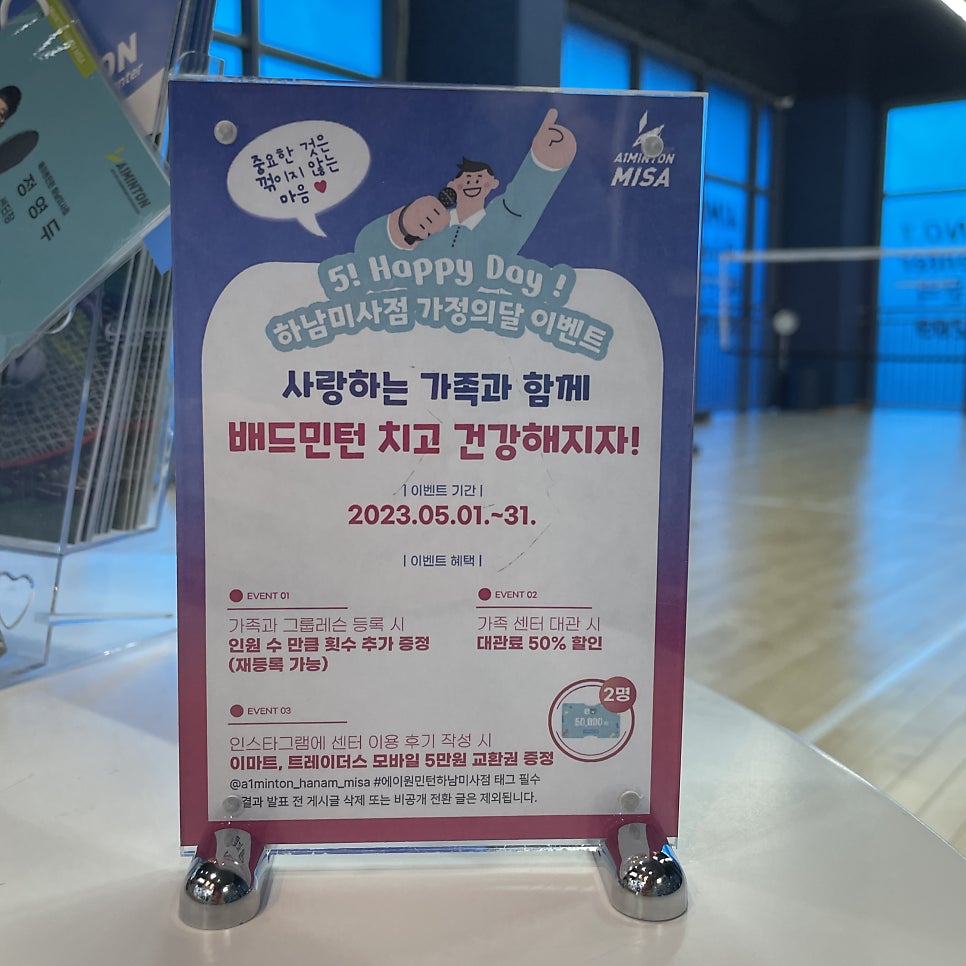 중요한 것은
꺾이지 않는
마음
A1MINTON
MISA
5! Happy Day !
하남미사점 가정의달 이벤트
사랑하는 가족과 함께
배드민턴 치고 건강해지자!
| 이벤트 기간 |
2023.05.01.~31.
| 이벤트 혜택 |
EVENT 01
가족과 그룹레슨 등록 시
인원 수 만큼 횟수 추가 증정
(재등록 가능)
EVENT 02
가족 센터 대관 시
대관료 50% 할인
EVENT 03
인스타그램에 센터 이용 후기 작성 시
이마트, 트레이더스 모바일 5만원 교환권 증정
@a1minton_hanam_misa #에이원민턴하남미사점 태그 필수
결과 발표 전 게시글 삭제 또는 비공개 전환 글은 제외됩니다.
2명
50,000
A1MINTON